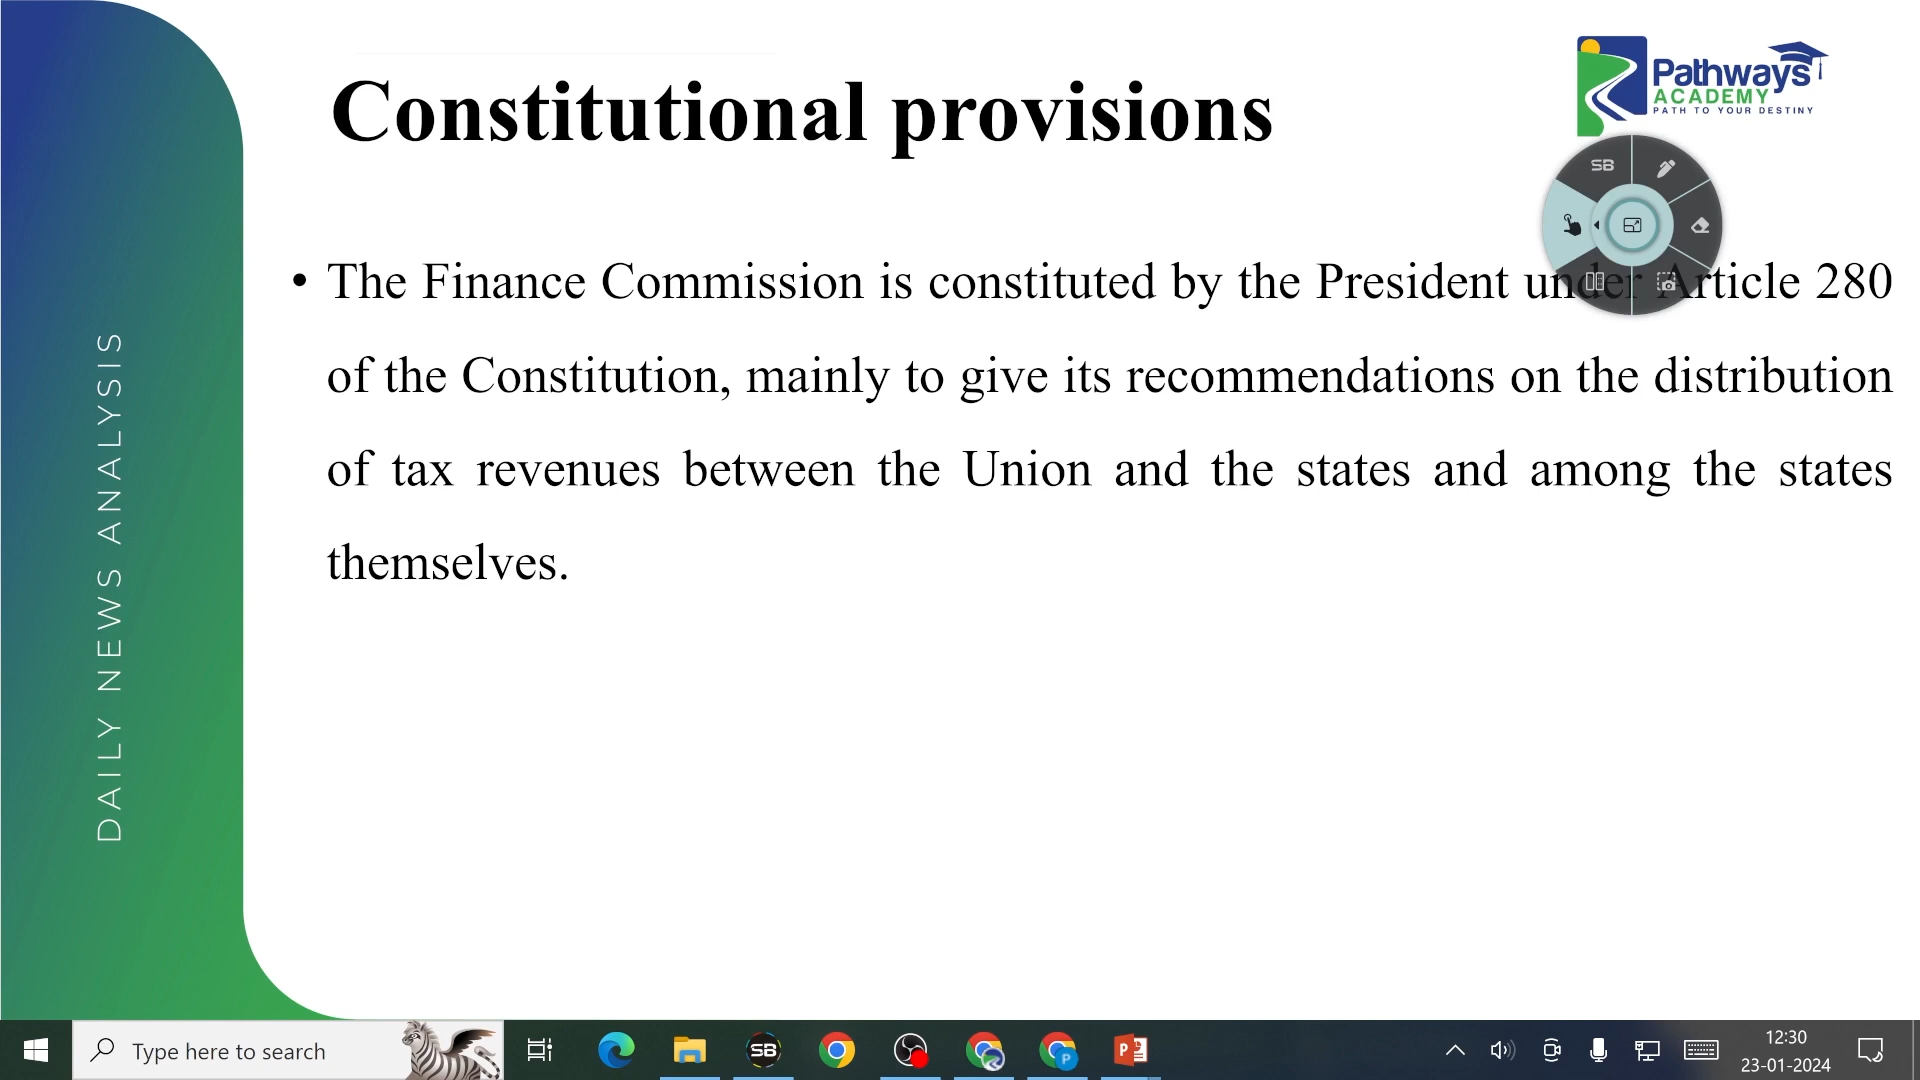 Constitutional provisions
Pathways
ACADEMY
PATH TO YOUR DESTINY
SB
• The Finance Commission is constituted by the President under Article 280
of the Constitution, mainly to give its recommendations on the distribution
of tax revenues between the Union and the states and among the states
themselves.
DAILY NEWS ANALYSIS
Type here to search
SB
P
P
12:30
23-01-2024